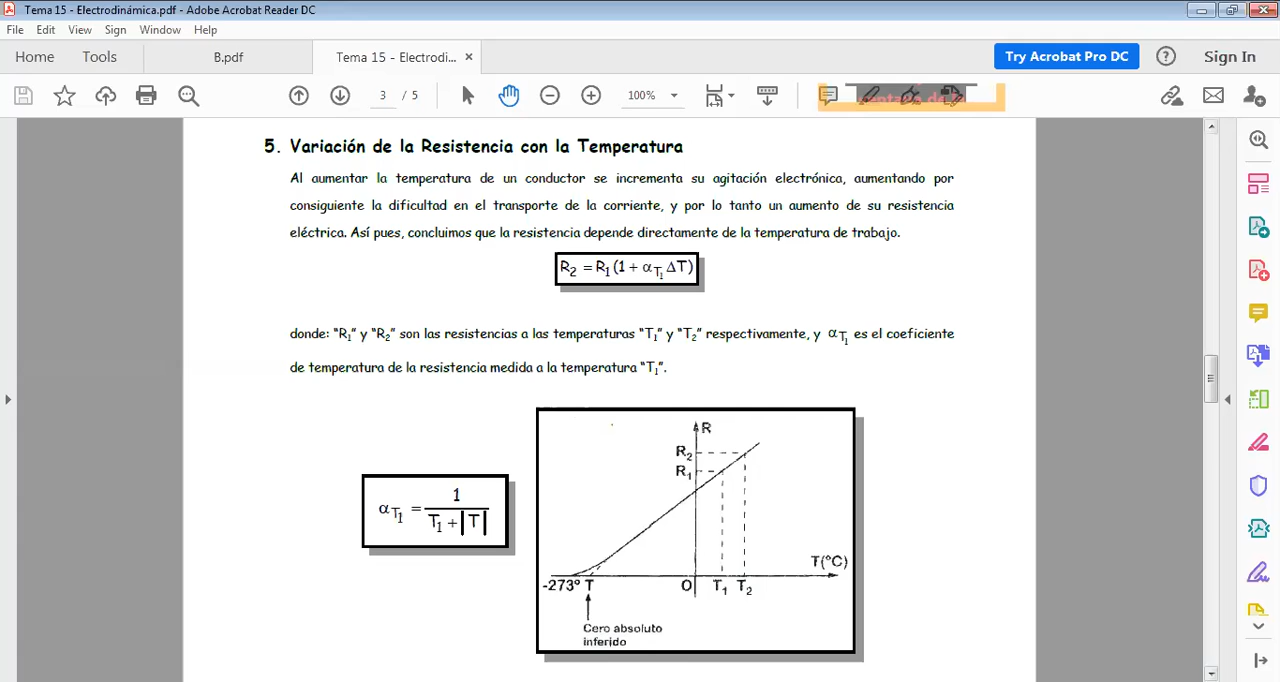 Tema 15 - Electrodinámica.pdf - Adobe Acrobat Reader DC
File Edit View Sign Window Help
Home Tools B.pdf Tema 15 - Electrodi... × Try Acrobat Pro DC ? Sign In
3 / 5 100%
5. Variación de la Resistencia con la Temperatura
Al aumentar la temperatura de un conductor se incrementa su agitación electrónica, aumentando por
consiguiente la dificultad en el transporte de la corriente, y por lo tanto un aumento de su resistencia
eléctrica. Así pues, concluimos que la resistencia depende directamente de la temperatura de trabajo.
R₂ = R₁ (1 + α_T₁ ΔT)
donde: “R₁” y “R₂” son las resistencias a las temperaturas “T₁” y “T₂” respectivamente, y α_T₁ es el coeficiente
de temperatura de la resistencia medida a la temperatura “T₁”.
α_T₁ = 1 / (T₁ + |T|)
R
R₂
R₁
T(°C)
-273° T O T₁ T₂
Cero absoluto
inferido